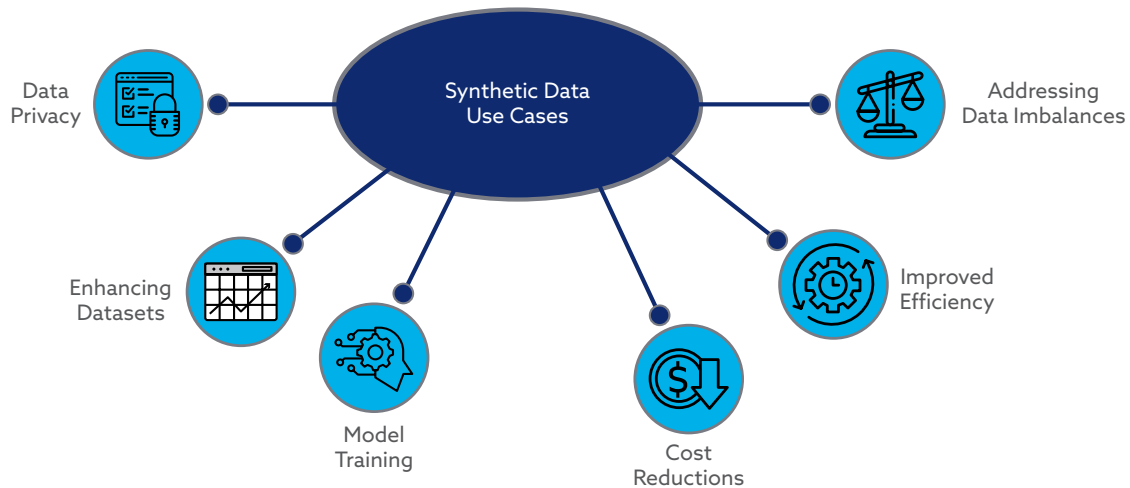 Synthetic Data
Use Cases
Data
Privacy
Enhancing
Datasets
Model
Training
$
Cost
Reductions
Improved
Efficiency
Addressing
Data Imbalances